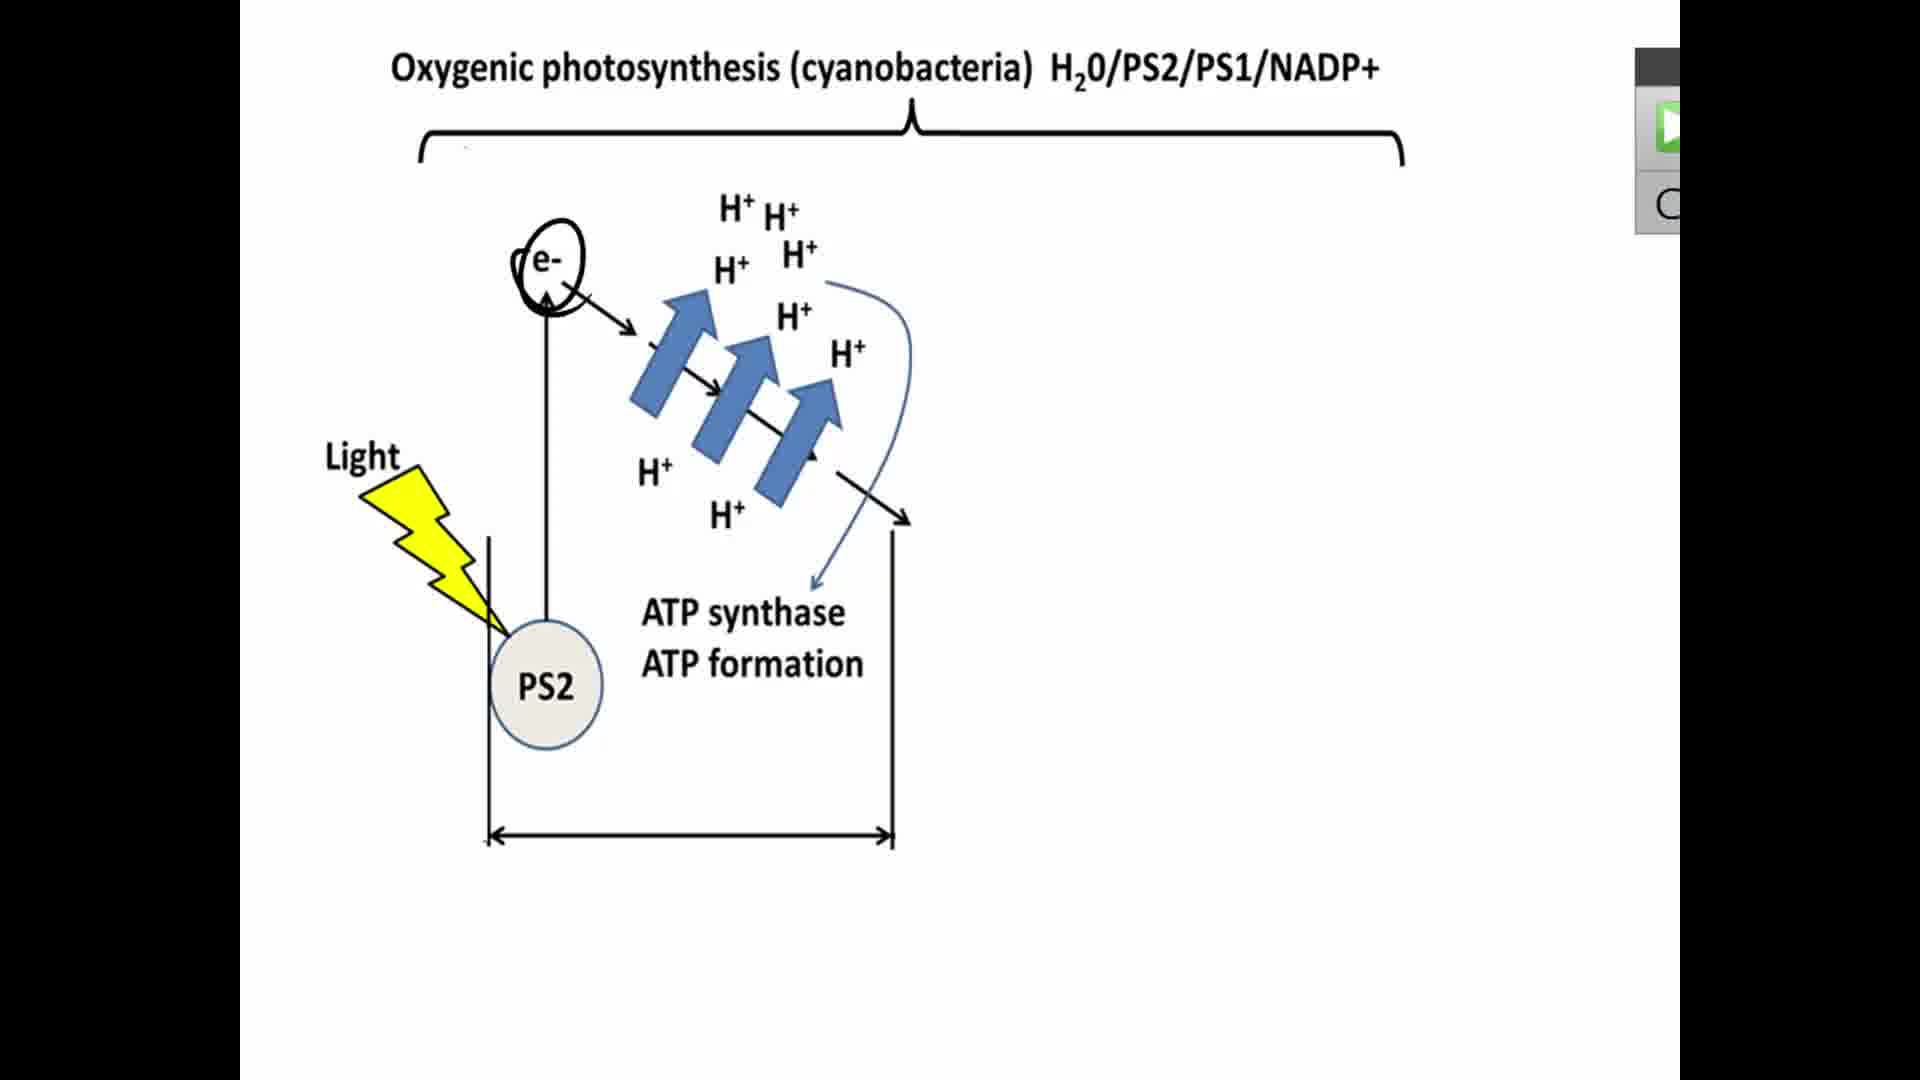 Oxygenic photosynthesis (cyanobacteria) H₂0/PS2/PS1/NADP+
H⁺ H⁺
e-
H⁺ H⁺
H⁺
H⁺
Light
H⁺
H⁺
ATP synthase
ATP formation
PS2